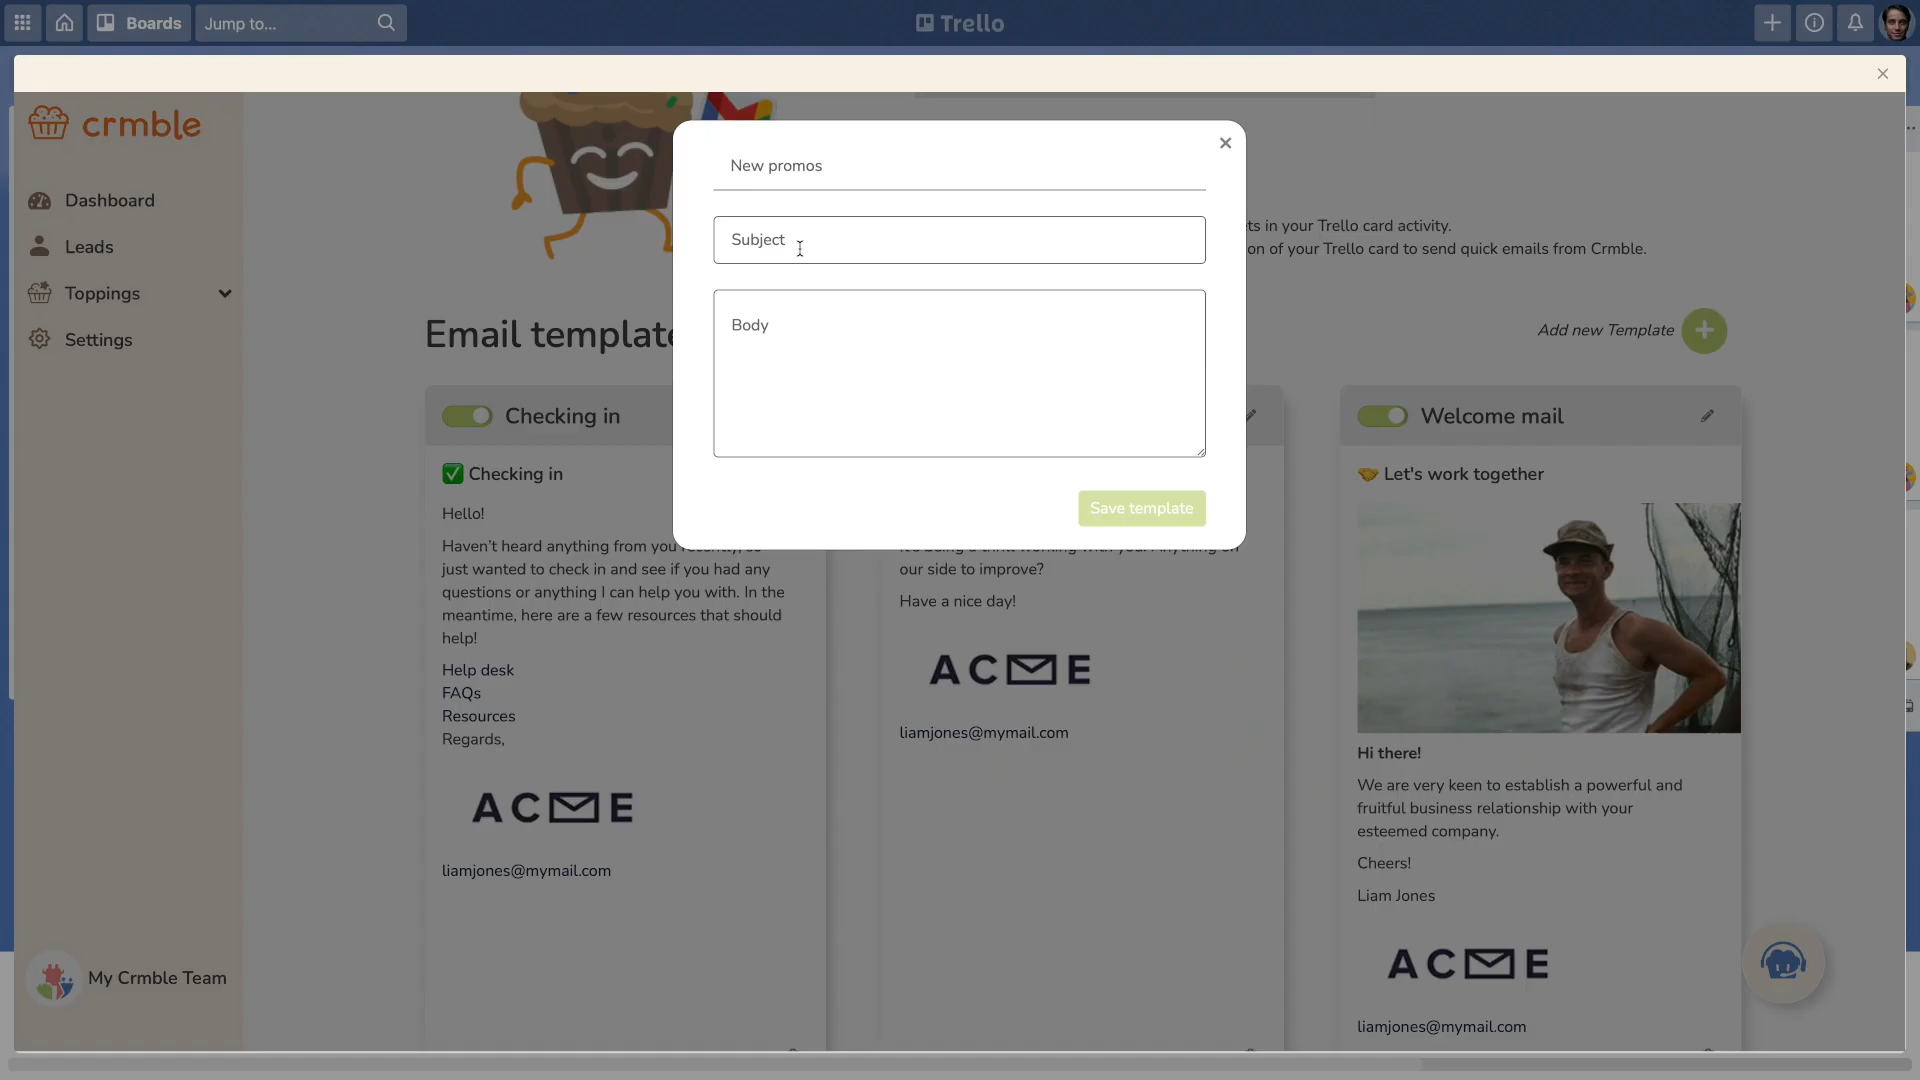 Boards
Jump to...
Trello
crmble
Dashboard
Leads
Toppings
Settings
My Crmble Team
New promos
Subject
Body
Save template
ts in your Trello card activity.
on of your Trello card to send quick emails from Crmble.
Email template
Add new Template
Checking in
✅ Checking in
Hello!
Haven't heard anything from you recently, so
just wanted to check in and see if you had any
questions or anything I can help you with. In the
meantime, here are a few resources that should
help!
Help desk
FAQs
Resources
Regards,
ACME
liamjones@mymail.com
our side to improve?
Have a nice day!
ACME
liamjones@mymail.com
Welcome mail
🤝 Let's work together
Hi there!
We are very keen to establish a powerful and
fruitful business relationship with your
esteemed company.
Cheers!
Liam Jones
ACME
liamjones@mymail.com